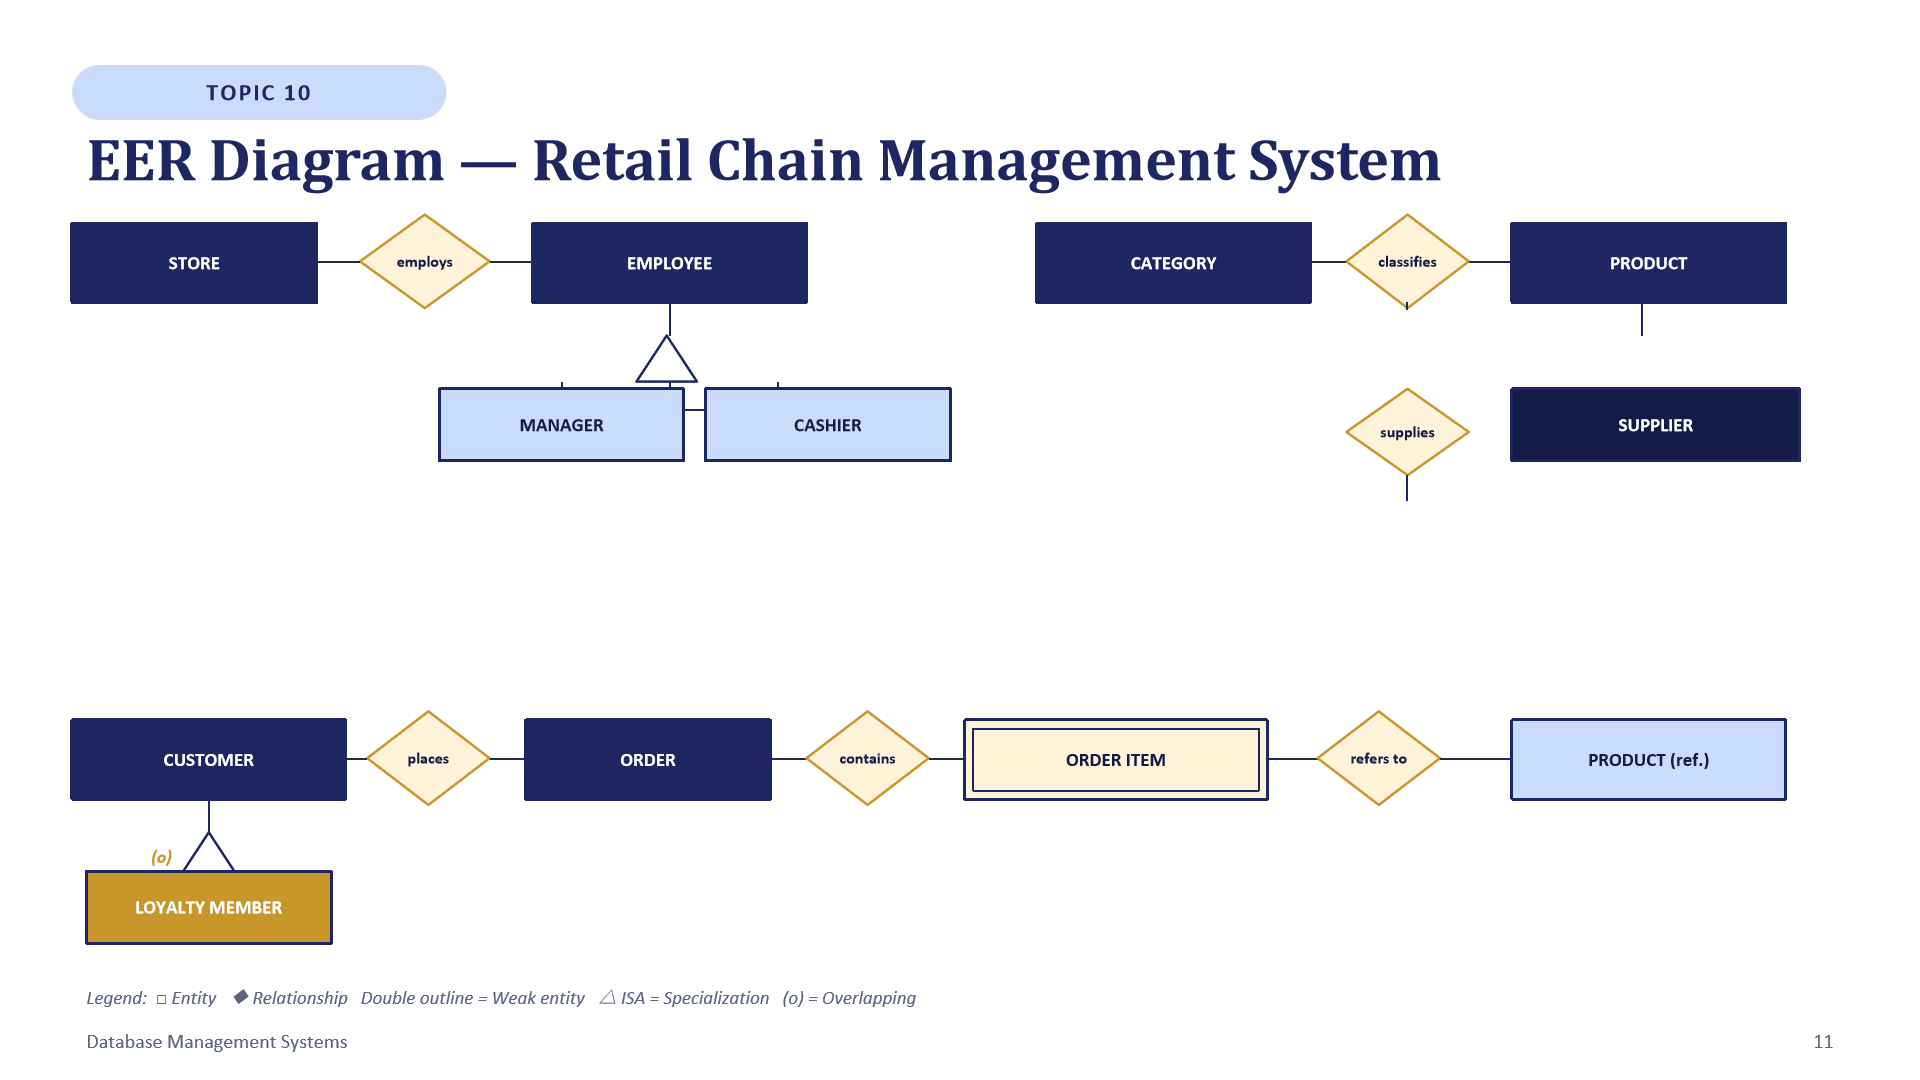 TOPIC 10
EER Diagram — Retail Chain Management System
STORE
employs
EMPLOYEE
CATEGORY
classifies
PRODUCT
MANAGER
CASHIER
supplies
SUPPLIER
CUSTOMER
places
ORDER
contains
ORDER ITEM
refers to
PRODUCT (ref.)
(o)
LOYALTY MEMBER
Legend: □ Entity ◆ Relationship Double outline = Weak entity △ ISA = Specialization (o) = Overlapping
Database Management Systems
11